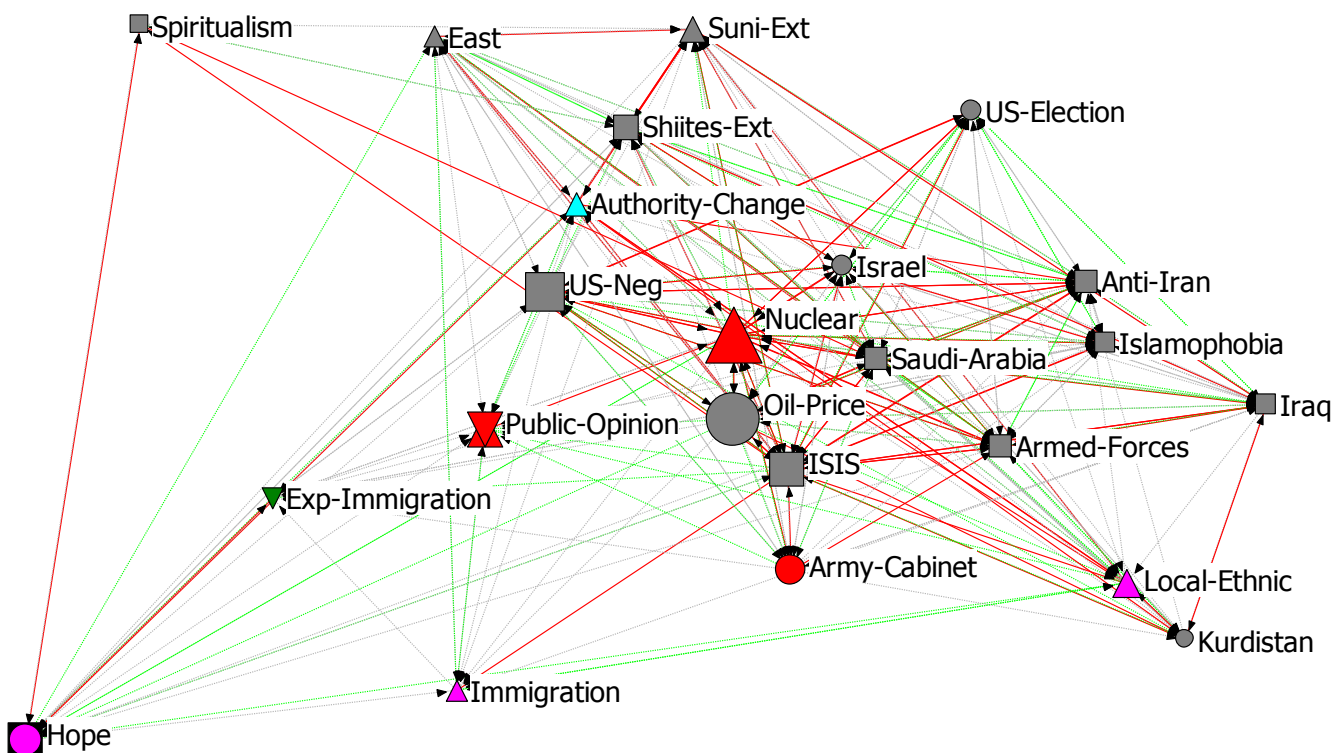 Spiritualism
East
Suni-Ext
US-Election
Shiites-Ext
Authority-Change
Israel
US-Neg
Anti-Iran
Nuclear
Islamophobia
Saudi-Arabia
Oil-Price
Iraq
Public-Opinion
Armed-Forces
ISIS
Exp-Immigration
Army-Cabinet
Local-Ethnic
Kurdistan
Immigration
Hope